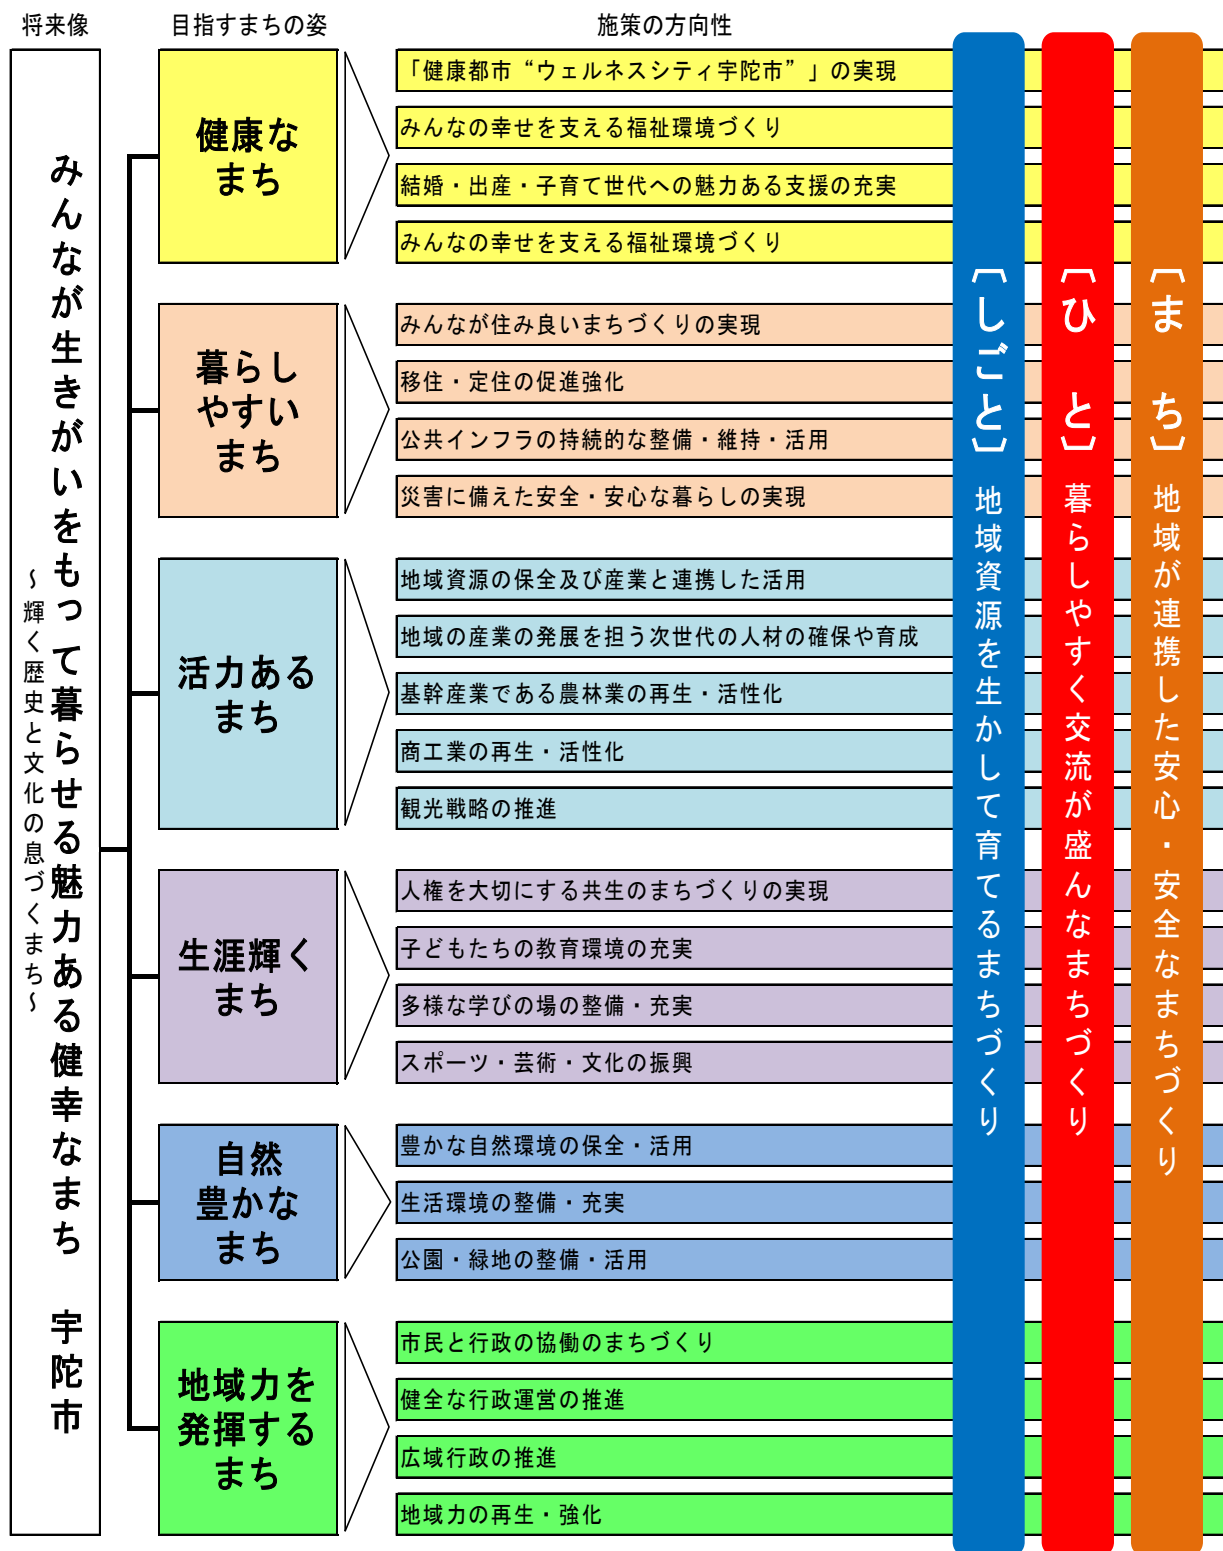 将来像
目指すまちの姿
施策の方向性
みんなが生きがいをもって暮らせる魅力ある健幸なまち　宇陀市
～輝く歴史と文化の息づくまち～
健康な
まち
「健康都市“ウェルネスシティ宇陀市”」の実現
みんなの幸せを支える福祉環境づくり
結婚・出産・子育て世代への魅力ある支援の充実
みんなの幸せを支える福祉環境づくり
暮らし
やすい
まち
みんなが住み良いまちづくりの実現
移住・定住の促進強化
公共インフラの持続的な整備・維持・活用
災害に備えた安全・安心な暮らしの実現
活力ある
まち
地域資源の保全及び産業と連携した活用
地域の産業の発展を担う次世代の人材の確保や育成
基幹産業である農林業の再生・活性化
商工業の再生・活性化
観光戦略の推進
生涯輝く
まち
人権を大切にする共生のまちづくりの実現
子どもたちの教育環境の充実
多様な学びの場の整備・充実
スポーツ・芸術・文化の振興
自然
豊かな
まち
豊かな自然環境の保全・活用
生活環境の整備・充実
公園・緑地の整備・活用
地域力を
発揮する
まち
市民と行政の協働のまちづくり
健全な行政運営の推進
広域行政の推進
地域力の再生・強化
〔しごと〕地域資源を生かして育てるまちづくり
〔ひ　と〕暮らしやすく交流が盛んなまちづくり
〔ま　ち〕地域が連携した安心・安全なまちづくり